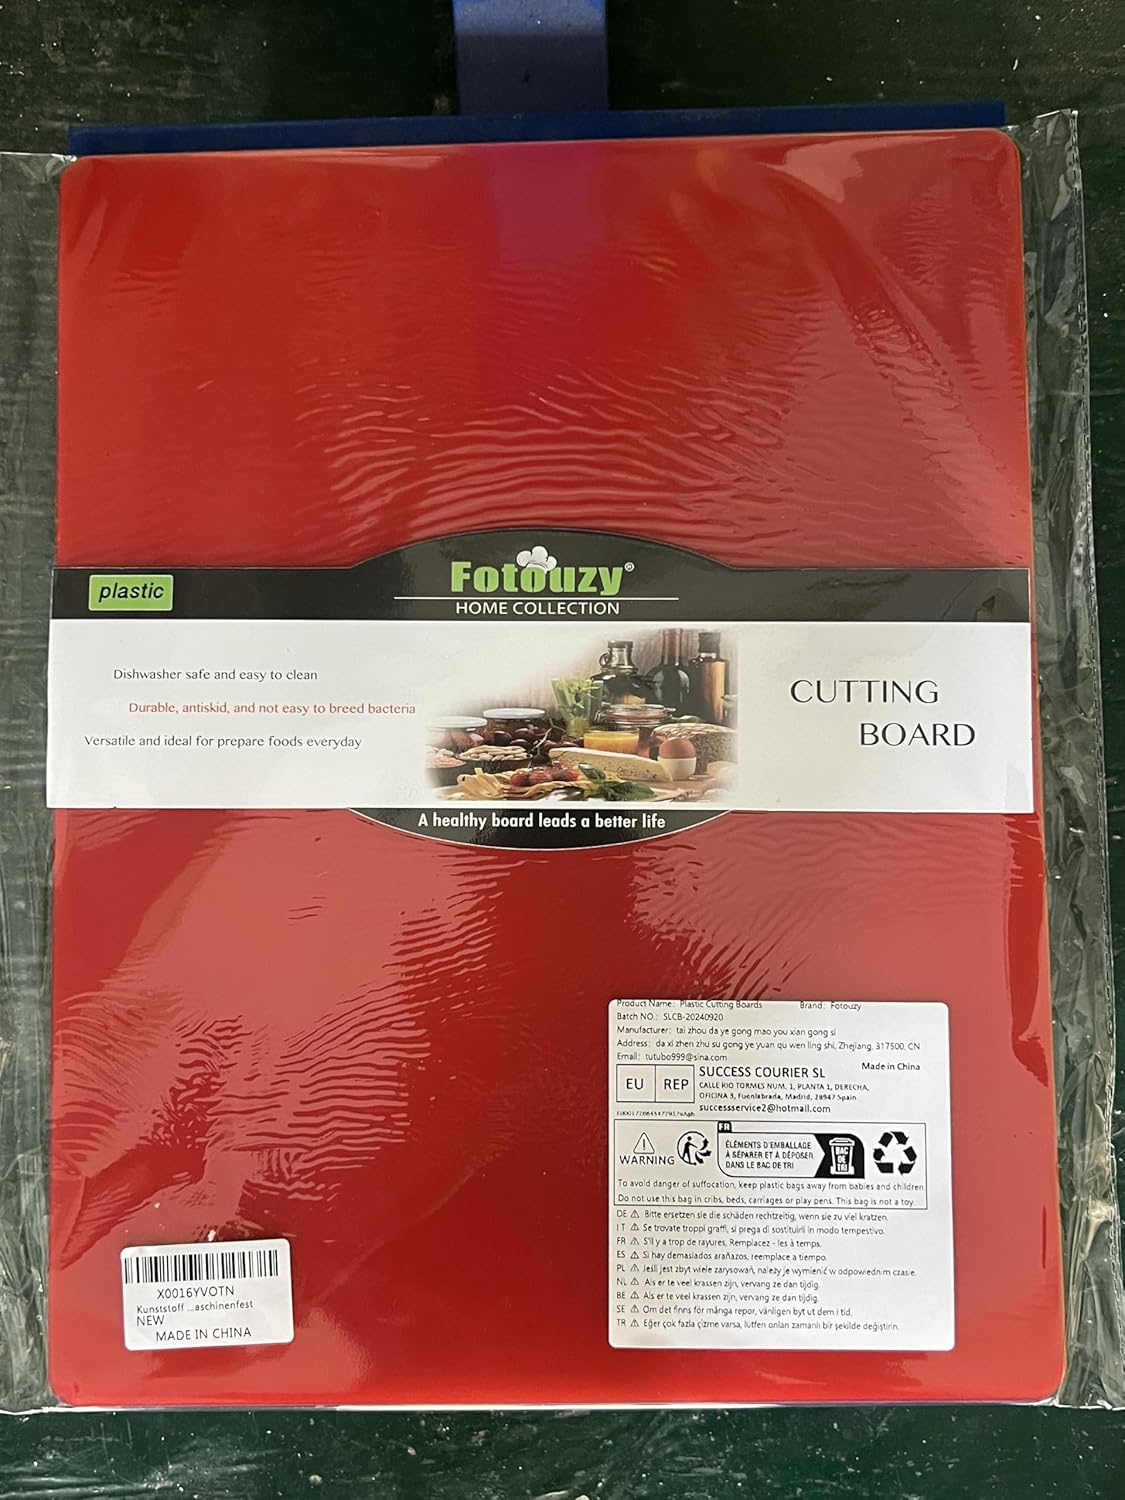 Fotouzy®
HOME COLLECTION
plastic
Dishwasher safe and easy to clean
Durable, antiskid, and not easy to breed bacteria
Versatile and ideal for prepare foods everyday
CUTTING
BOARD
A healthy board leads a better life
Product Name: Plastic Cutting Boards Brand: Fotouzy
Batch NO.: SLCB-20240920
Manufacturer: tai zhou da ye gong mao you xian gong si
Address: da xi zhen zhu su gong ye yuan qu wen ling shi, Zhejiang, 317500, CN
Email: tutubo999@sina.com
Made in China
EU REP
SUCCESS COURIER SL
CALLE RIO TORMES NUM. 1, PLANTA 1, DERECHA,
OFICINA 3, Fuenlabrada, Madrid, 28947 Spain
successservice2@hotmail.com
WARNING
FR
ÉLÉMENTS D'EMBALLAGE
À SÉPARER ET À DÉPOSER
DANS LE BAC DE TRI
BAC
DE
TRI
To avoid danger of suffocation, keep plastic bags away from babies and children
Do not use this bag in cribs, beds, carriages or play pens. This bag is not a toy.
DE ⚠ Bitte ersetzen sie die schäden rechtzeitig, wenn sie zu viel kratzen.
IT ⚠ Se trovate troppi graffi, si prega di sostituirli in modo tempestivo.
FR ⚠ S'il y a trop de rayures, Remplacez - les à temps.
ES ⚠ Si hay demasiados arañazos, reemplace a tiempo.
PL ⚠ Jeśli jest zbyt wiele zarysowań, należy je wymienić w odpowiednim czasie.
NL ⚠ Als er te veel krassen zijn, vervang ze dan tijdig.
BE ⚠ Als er te veel krassen zijn, vervang ze dan tijdig.
SE ⚠ Om det finns för många repor, vänligen byt ut dem i tid.
TR ⚠ Eğer çok fazla çizme varsa, lütfen onları zamanlı bir şekilde değiştirin.
X0016YVOTN
Kunststoff ...aschinenfest
NEW
MADE IN CHINA